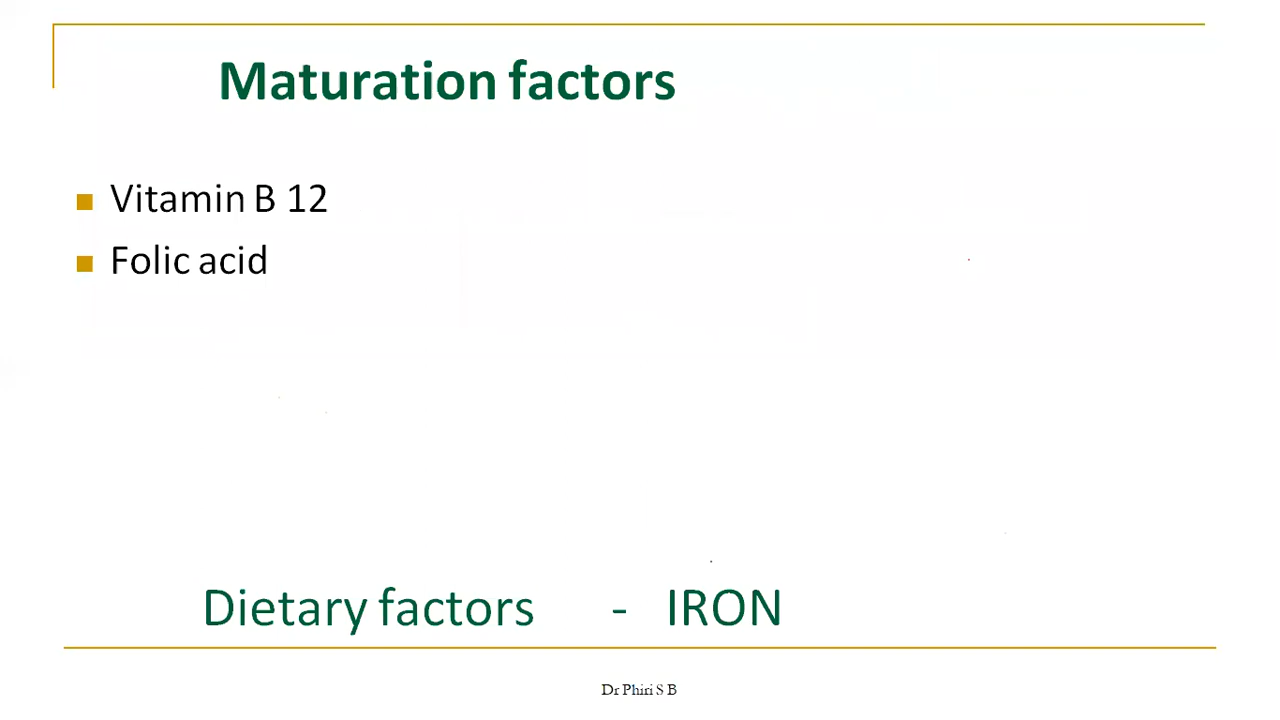 Maturation factors
Vitamin B 12
Folic acid
Dietary factors - IRON
Dr Phiri S B